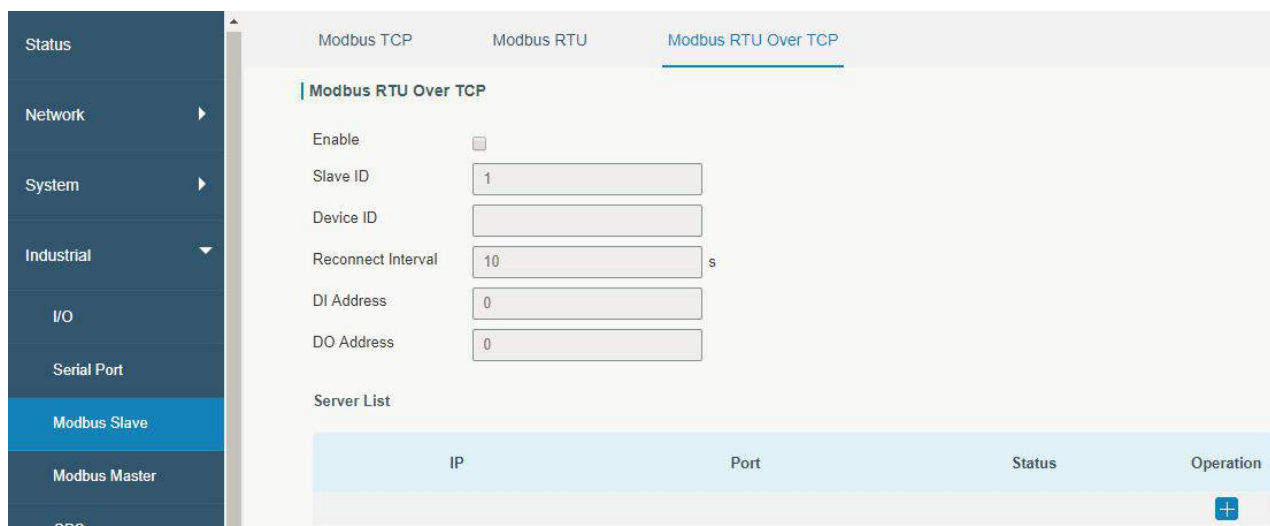 Status
Network
System
Industrial
I/O
Serial Port
Modbus Slave
Modbus Master
Modbus TCP Modbus RTU Modbus RTU Over TCP
Modbus RTU Over TCP
Enable
Slave ID 1
Device ID
Reconnect Interval 10 s
DI Address 0
DO Address 0
Server List
IP Port Status Operation